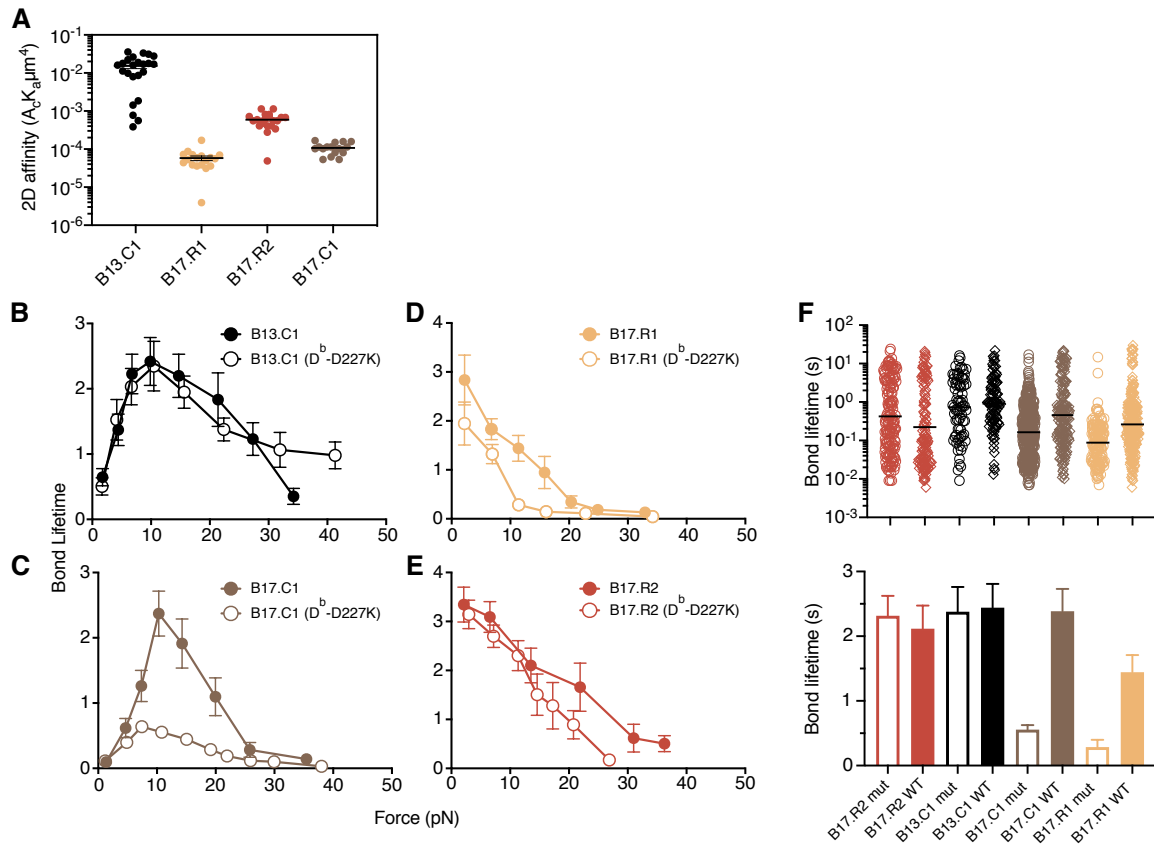 A
2D affinity (AcKaμm⁴)
10⁻¹
10⁻²
10⁻³
10⁻⁴
10⁻⁵
10⁻⁶
B13.C1
B17.R1
B17.R2
B17.C1
B
3
2
1
0
0 10 20 30 40 50
B13.C1
B13.C1 (Dᵇ-D227K)
D
4
3
2
1
0
0 10 20 30 40 50
B17.R1
B17.R1 (Dᵇ-D227K)
Bond Lifetime
C
3
2
1
0
0 10 20 30 40 50
B17.C1
B17.C1 (Dᵇ-D227K)
E
4
3
2
1
0
0 10 20 30 40 50
B17.R2
B17.R2 (Dᵇ-D227K)
Force (pN)
F
Bond lifetime (s)
10²
10¹
10⁰
10⁻¹
10⁻²
10⁻³
Bond lifetime (s)
3
2
1
0
B17.R2 mut
B17.R2 WT
B13.C1 mut
B13.C1 WT
B17.C1 mut
B17.C1 WT
B17.R1 mut
B17.R1 WT